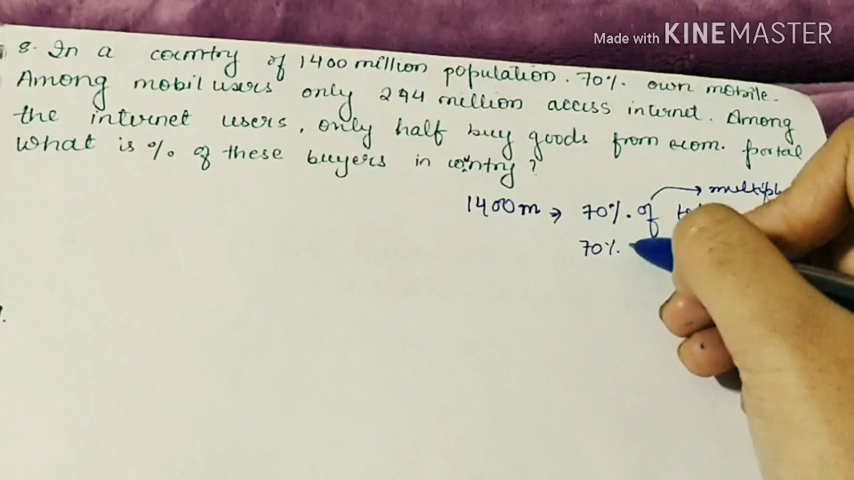 Made with KINEMASTER
8. In a country of 1400 million population. 70% own mobile.
Among mobil users only 294 million access internet. Among
the internet users, only half buy goods from ecom. portal
What is % of these buyers in country?
multiply
1400m → 70% of
70%